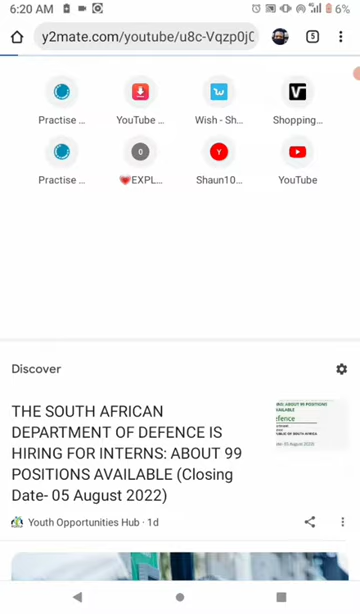 6:20 AM 6%
y2mate.com/youtube/u8c-Vqzp0j0
5
Practise ... YouTube ... Wish - Sh... Shopping...
Practise ... ❤EXPL... Shaun10... YouTube
Discover
THE SOUTH AFRICAN
DEPARTMENT OF DEFENCE IS
HIRING FOR INTERNS: ABOUT 99
POSITIONS AVAILABLE (Closing
Date- 05 August 2022)
Youth Opportunities Hub · 1d